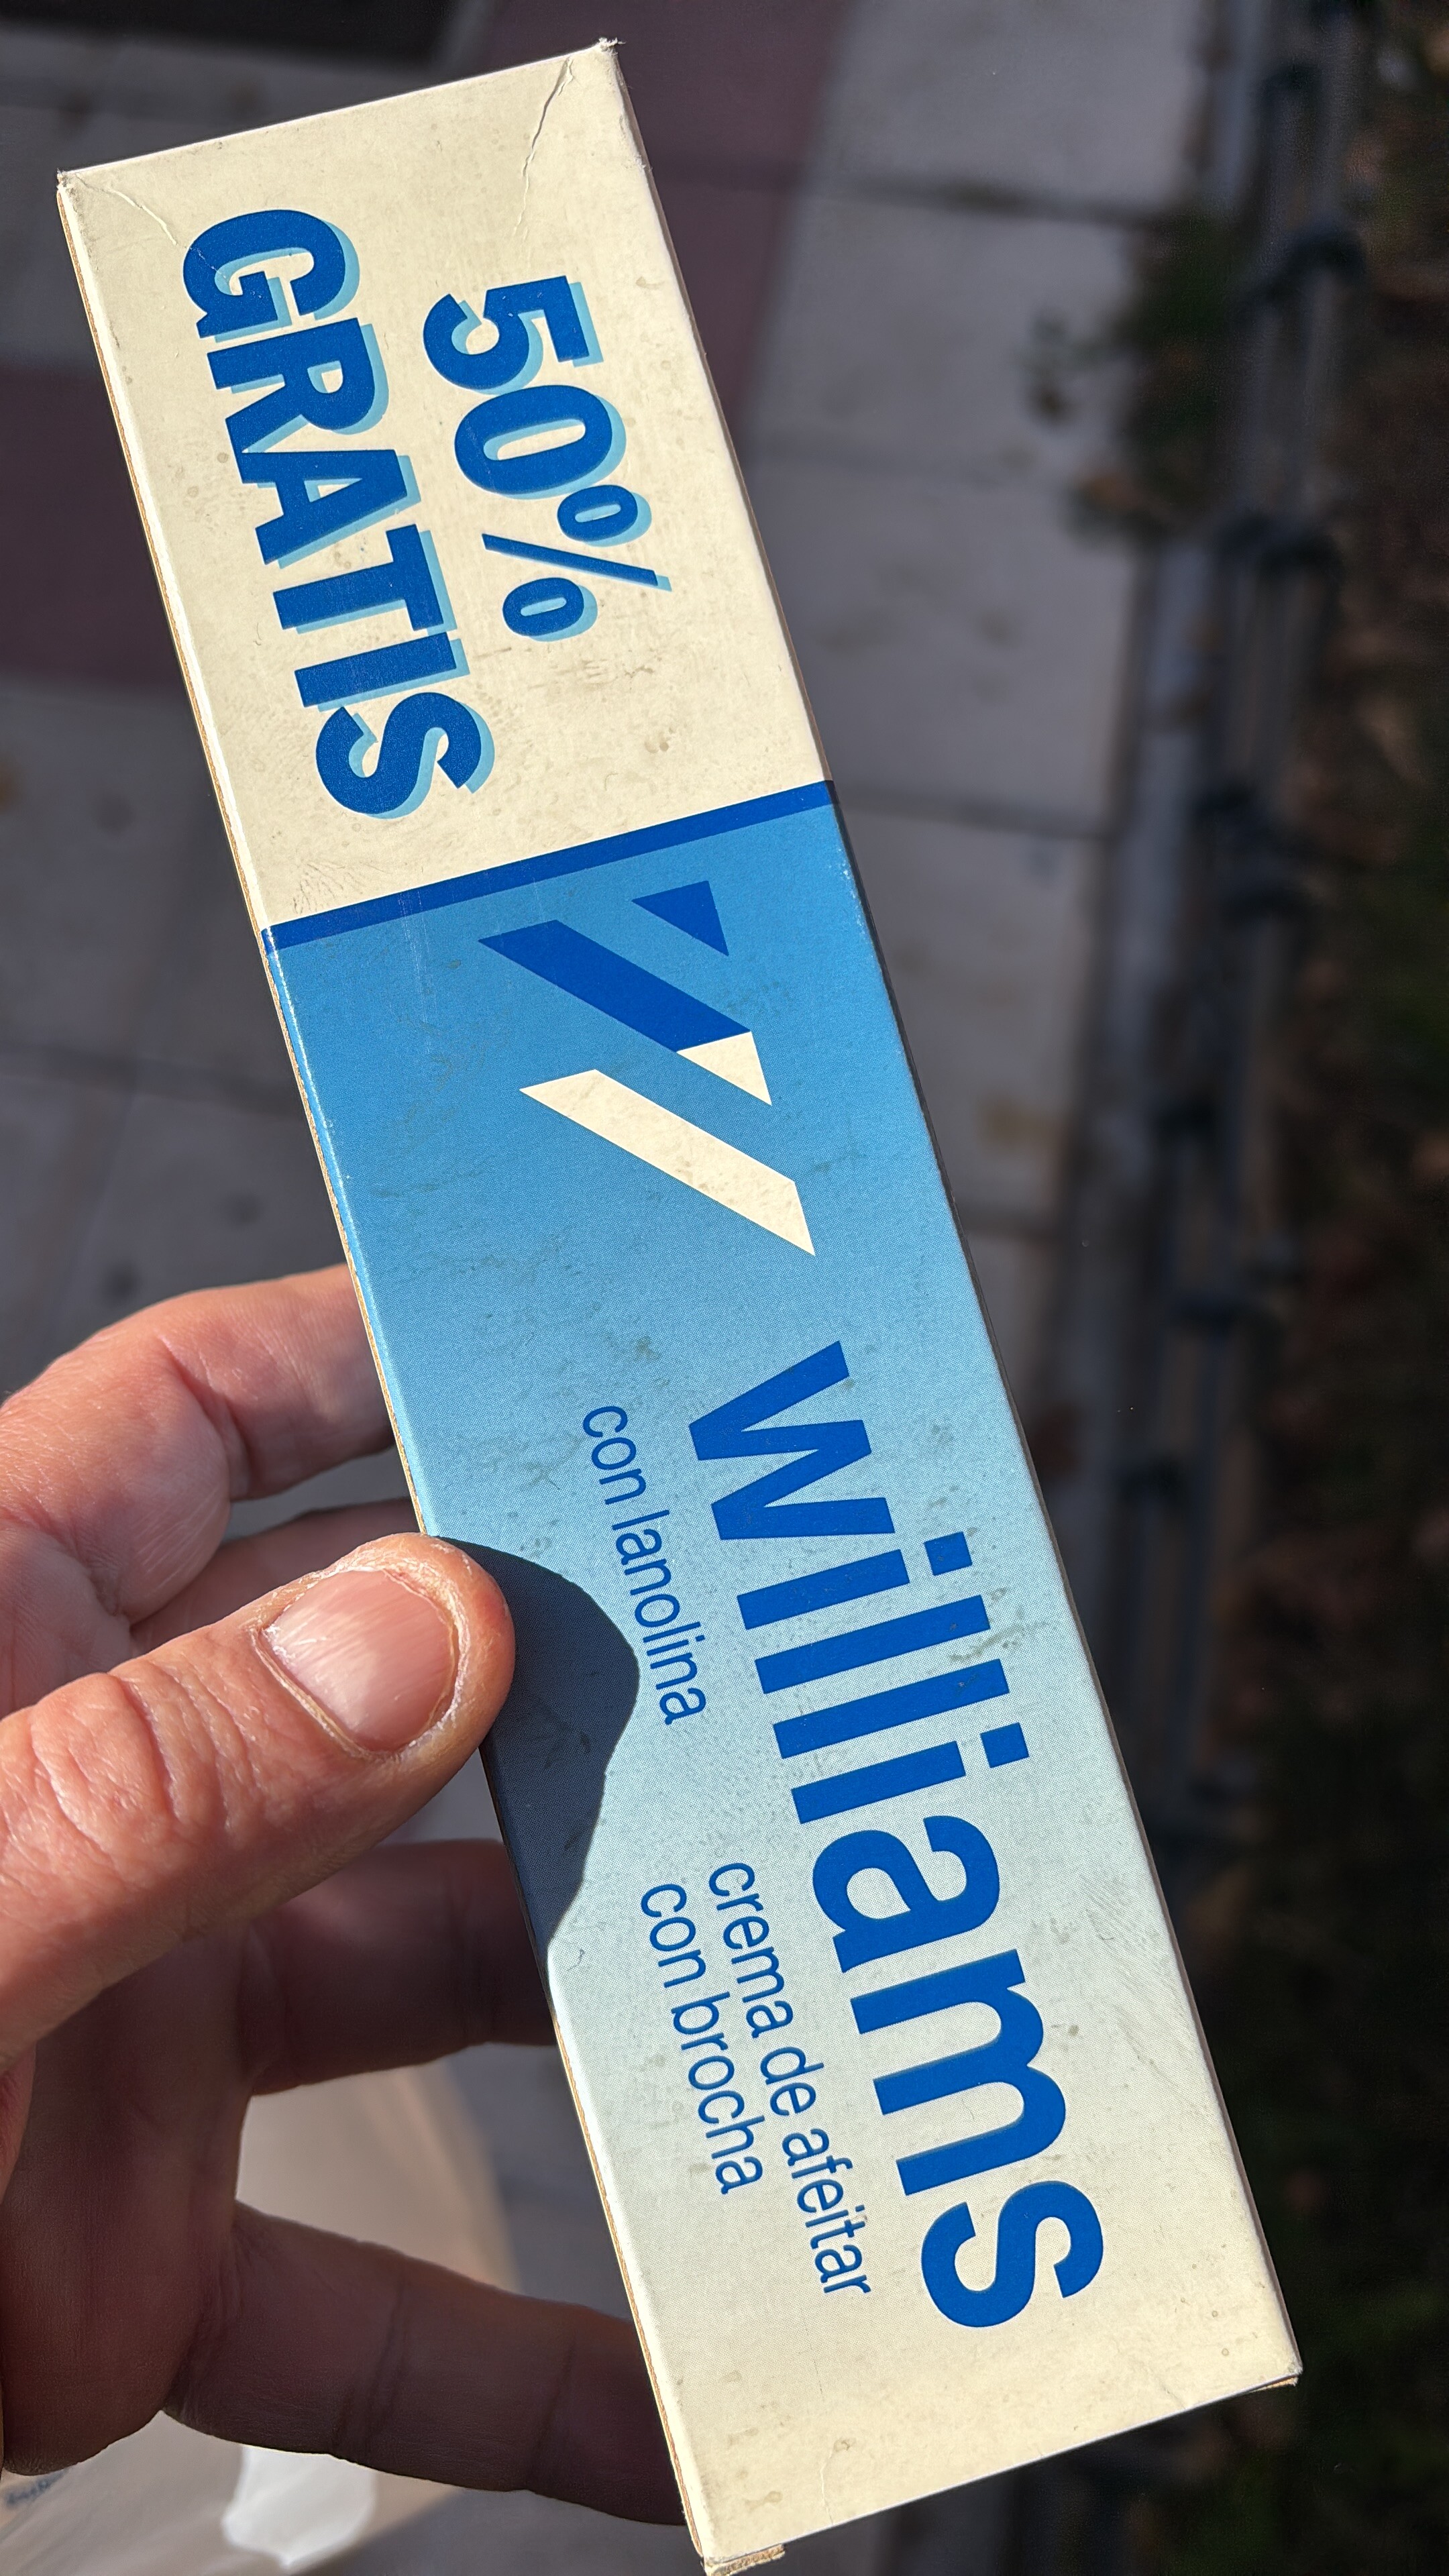 50%
GRATIS
williams
con lanolina
crema de afeitar
con brocha